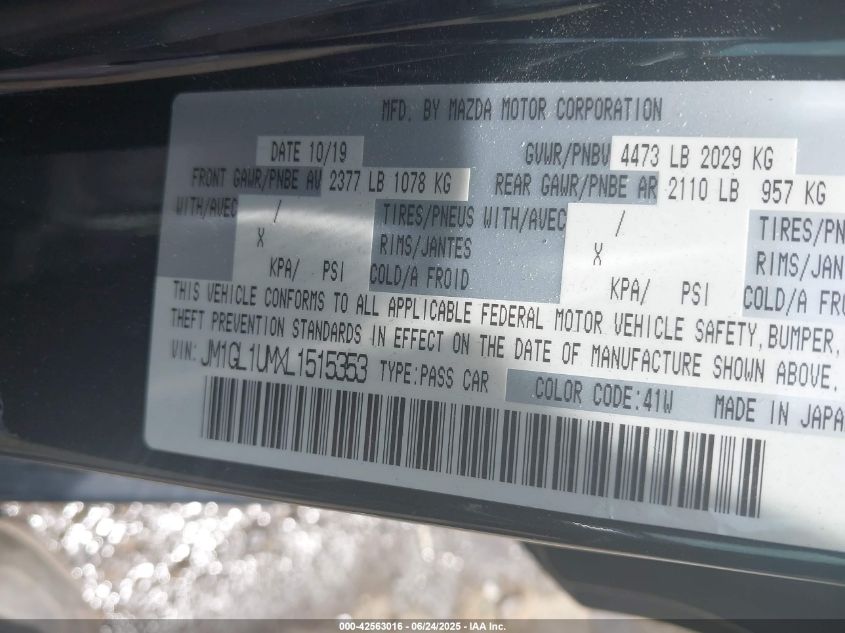 MFD. BY MAZDA MOTOR CORPORATION
DATE 10/19 GVWR/PNBV 4473 LB 2029 KG
FRONT GAWR/PNBE AV 2377 LB 1078 KG REAR GAWR/PNBE AR 2110 LB 957 KG
WITH/AVEC / TIRES/PNEUS WITH/AVEC / TIRES/PN
X RIMS/JANTES X RIMS/JAN
KPA/ PSI COLD/A FROID KPA/ PSI COLD/A FRO
THIS VEHICLE CONFORMS TO ALL APPLICABLE FEDERAL MOTOR VEHICLE SAFETY, BUMPER,
THEFT PREVENTION STANDARDS IN EFFECT ON THE DATE OF MANUFACTURE SHOWN ABOVE.
VIN: JM1GL1UMXL1515353 TYPE:PASS CAR COLOR CODE:41W MADE IN JAPA
000-42563016 - 06/24/2025 - IAA Inc.